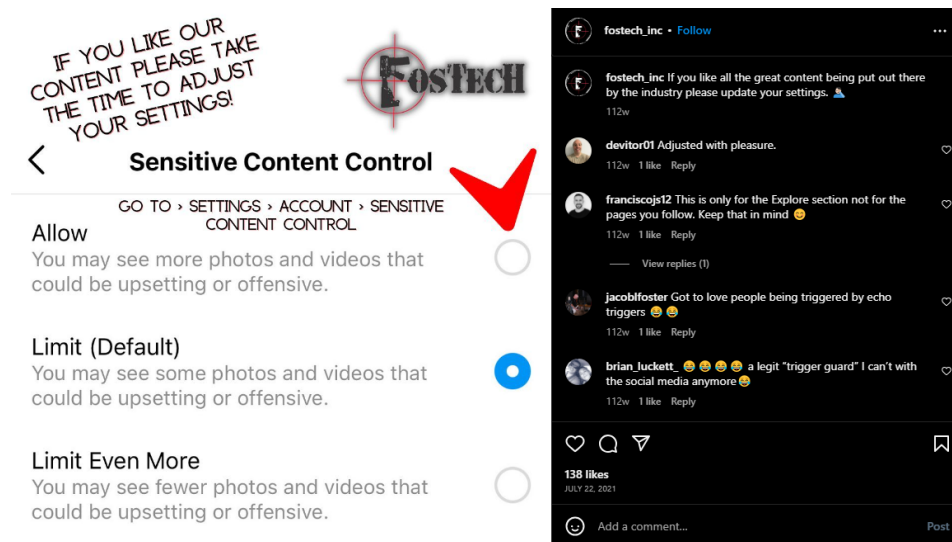 IF YOU LIKE OUR
CONTENT PLEASE TAKE
THE TIME TO ADJUST
YOUR SETTINGS!
FosTecH
Sensitive Content Control
GO TO > SETTINGS > ACCOUNT > SENSITIVE
CONTENT CONTROL
Allow
You may see more photos and videos that
could be upsetting or offensive.
Limit (Default)
You may see some photos and videos that
could be upsetting or offensive.
Limit Even More
You may see fewer photos and videos that
could be upsetting or offensive.
fostech_inc • Follow
fostech_inc If you like all the great content being put out there
by the industry please update your settings. 🤷🏻‍♂️
112w
devitor01 Adjusted with pleasure.
112w 1 like Reply
franciscojs12 This is only for the Explore section not for the
pages you follow. Keep that in mind 😊
112w 1 like Reply
View replies (1)
jacoblfoster Got to love people being triggered by echo
triggers 😂 😂
112w 1 like Reply
brian_luckett_ 😂 😂 😂 😂 a legit "trigger guard" I can't with
the social media anymore 😂
112w 1 like Reply
138 likes
JULY 22, 2021
Add a comment...
Post